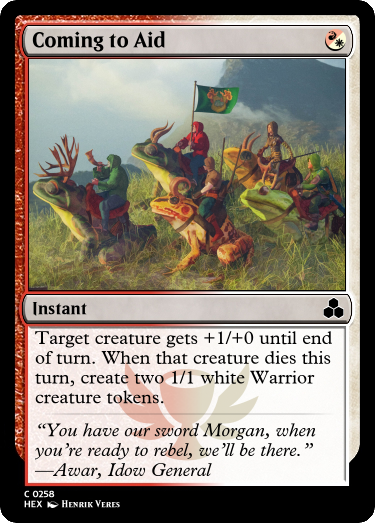 Coming to Aid
Instant
Target creature gets +1/+0 until end
of turn. When that creature dies this
turn, create two 1/1 white Warrior
creature tokens.
“You have our sword Morgan, when
you’re ready to rebel, we’ll be there.”
—Awar, Idow General
C 0258
HEX Henrik Veres